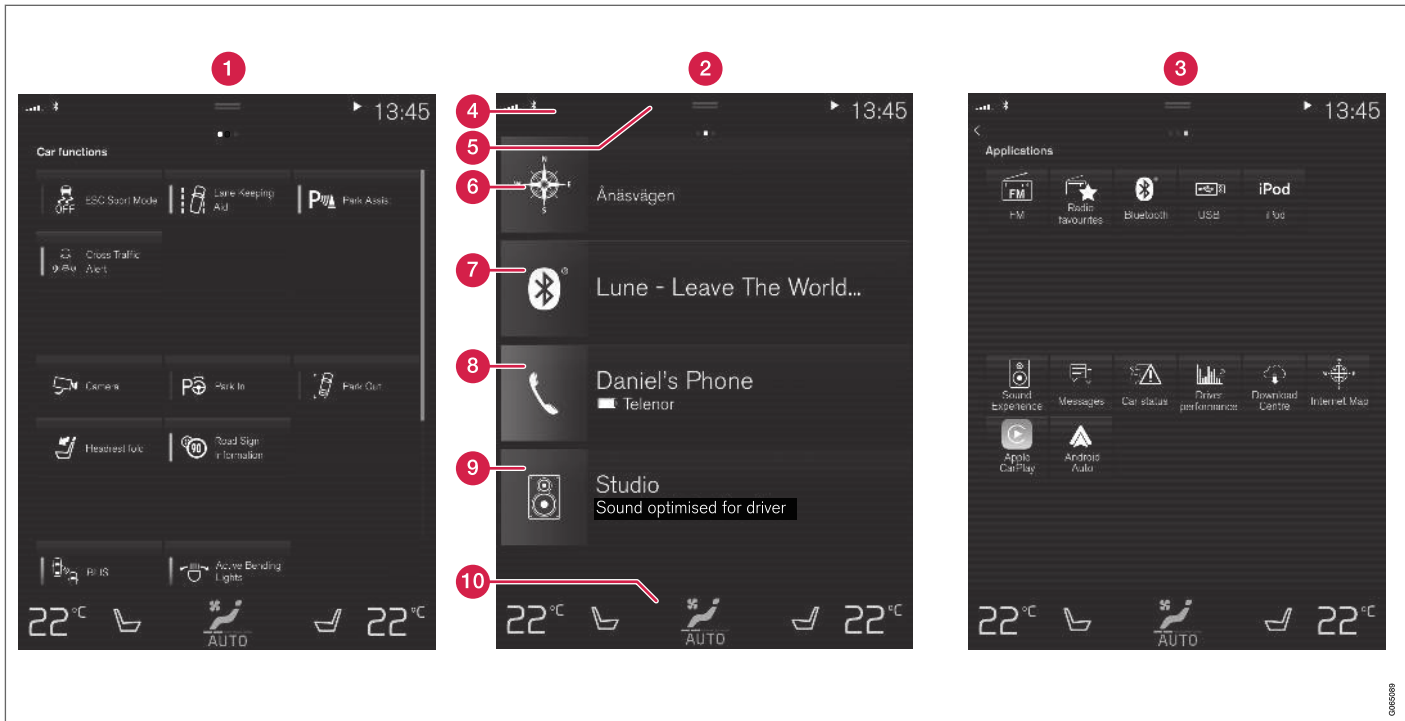 1
2
3
13:45
Car functions
ESC Sport Mode
OFF
Lane Keeping
Aid
Park Assist
Cross Traffic
Alert
Camera
Park In
Park Out
Headrest fold
90
Road Sign
Information
BLIS
Active Bending
Lights
22°C
AUTO
22°C
4
5
6
7
8
9
10
13:45
N
W
E
S
Ånäsvägen
Lune - Leave The World...
Daniel's Phone
Telenor
Studio
Sound optimised for driver
22°C
AUTO
22°C
13:45
Applications
FM
FM
Radio
favourites
Bluetooth
USB
iPod
iPod
Sound
Experience
Messages
Car status
Driver
performance
Download
Centre
Internet Map
Apple
CarPlay
Android
Auto
22°C
AUTO
22°C
G065089